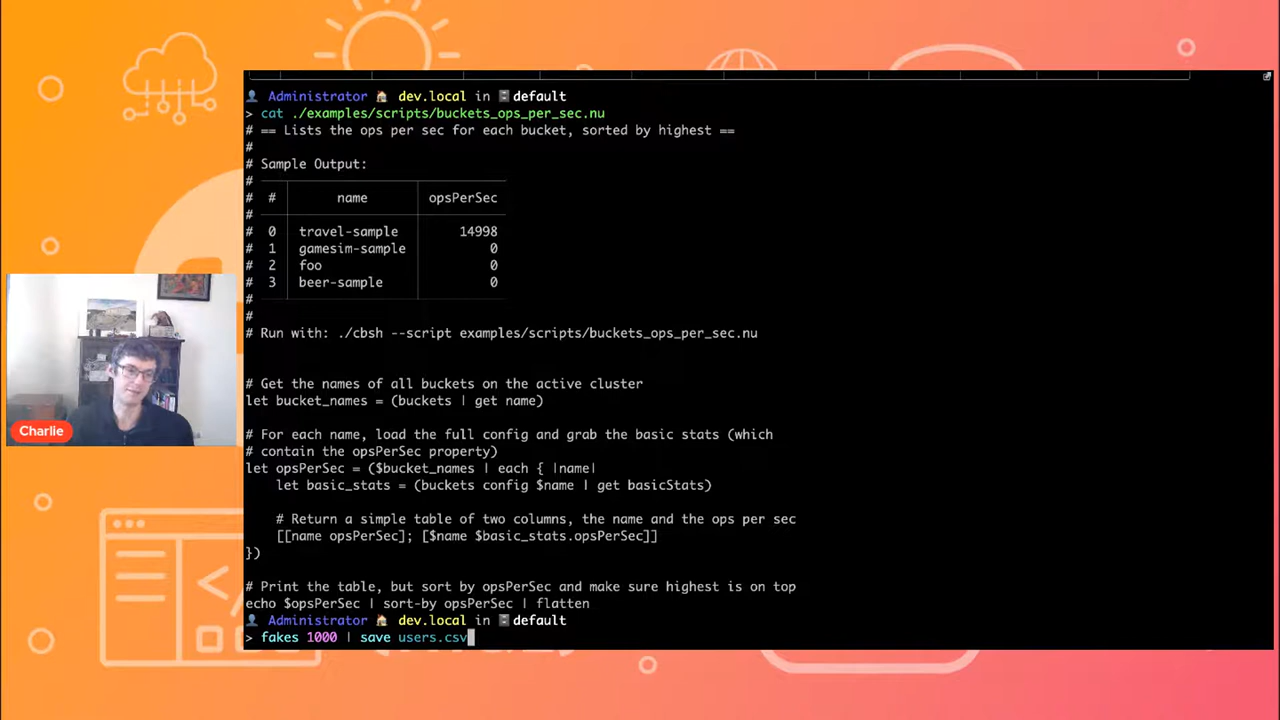 Administrator dev.local in default
> cat ./examples/scripts/buckets_ops_per_sec.nu
# == Lists the ops per sec for each bucket, sorted by highest ==
#
# Sample Output:
#
# # name opsPerSec
#
# 0 travel-sample 14998
# 1 gamesim-sample 0
# 2 foo 0
# 3 beer-sample 0
#
#
# Run with: ./cbsh --script examples/scripts/buckets_ops_per_sec.nu
# Get the names of all buckets on the active cluster
let bucket_names = (buckets | get name)
# For each name, load the full config and grab the basic stats (which
# contain the opsPerSec property)
let opsPerSec = ($bucket_names | each { |name|
let basic_stats = (buckets config $name | get basicStats)
# Return a simple table of two columns, the name and the ops per sec
[[name opsPerSec]; [$name $basic_stats.opsPerSec]]
})
# Print the table, but sort by opsPerSec and make sure highest is on top
echo $opsPerSec | sort-by opsPerSec | flatten
Administrator dev.local in default
> fakes 1000 | save users.csv
Charlie